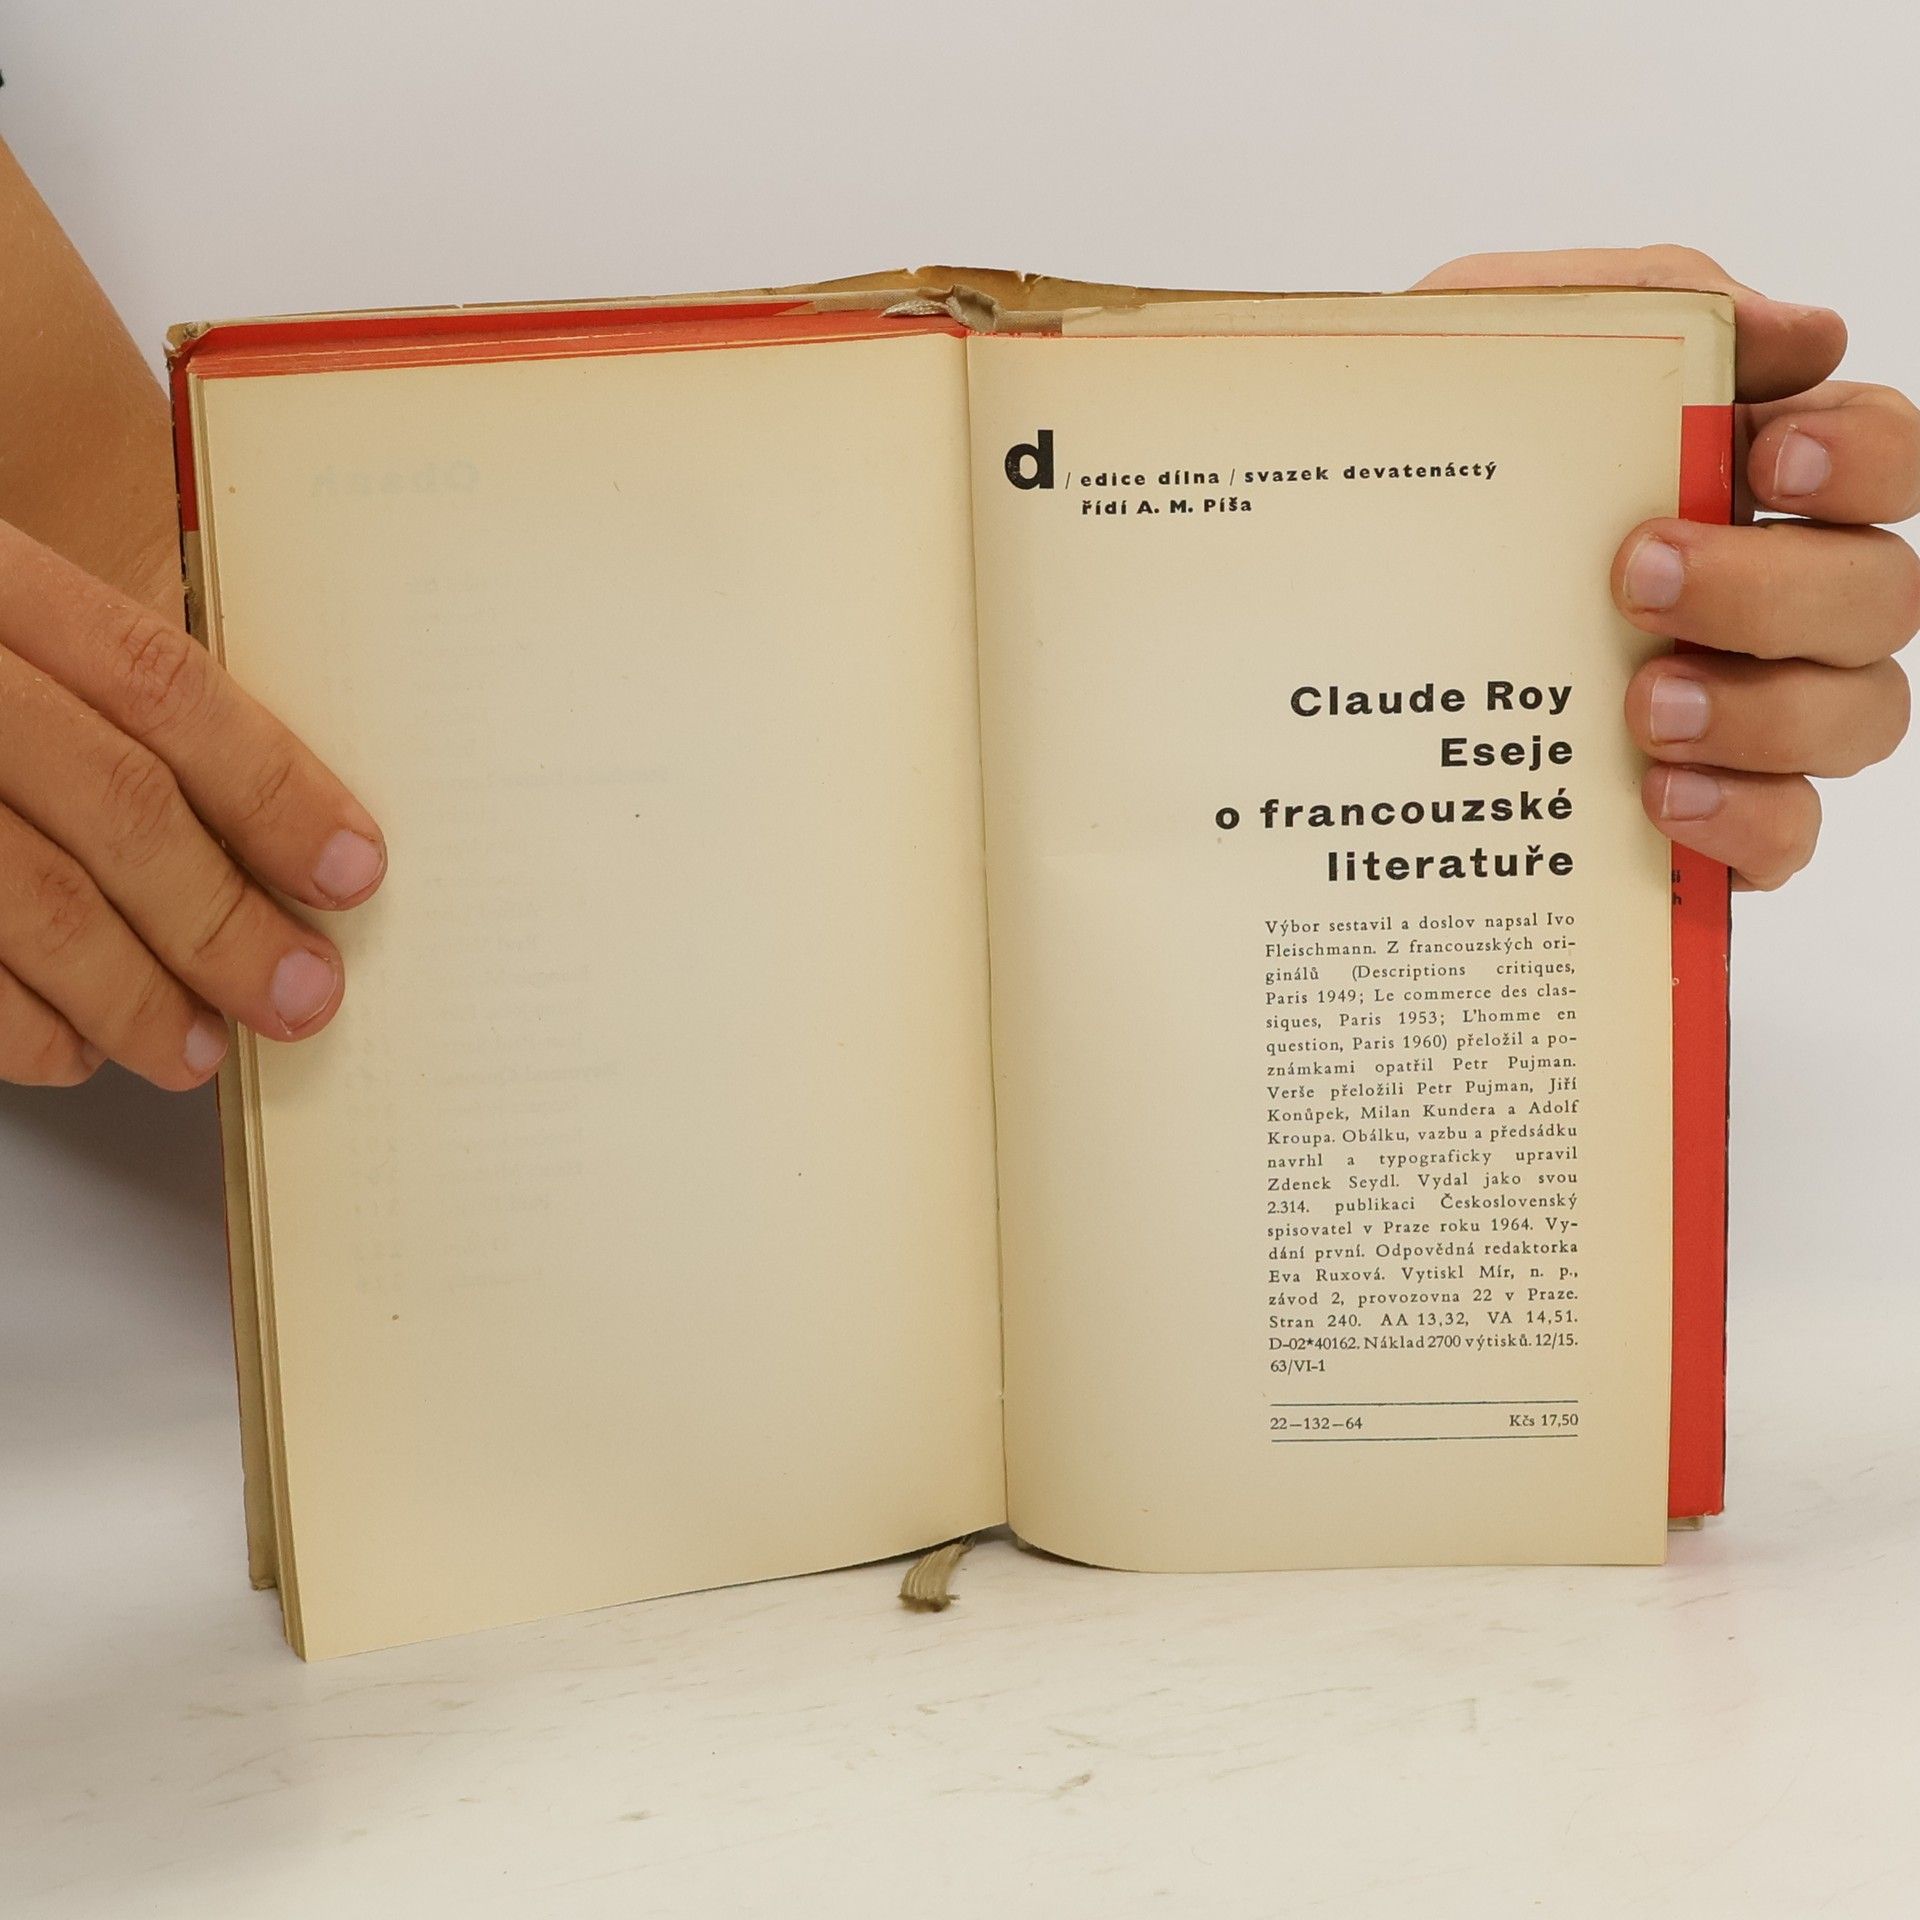 d / edice dílna / svazek devatenáctý
řídí A. M. Píša
Claude Roy
Eseje
o francouzské
literatuře
Výbor sestavil a doslov napsal Ivo
Fleischmann. Z francouzských ori-
ginálů (Descriptions critiques,
Paris 1949; Le commerce des clas-
siques, Paris 1953; L'homme en
question, Paris 1960) přeložil a po-
známkami opatřil Petr Pujman.
Verše přeložili Petr Pujman, Jiří
Konůpek, Milan Kundera a Adolf
Kroupa. Obálku, vazbu a předsádku
navrhl a typograficky upravil
Zdenek Seydl. Vydal jako svou
2.314. publikaci Československý
spisovatel v Praze roku 1964. Vy-
dání první. Odpovědná redaktorka
Eva Ruxová. Vytiskl Mír, n. p.,
závod 2, provozovna 22 v Praze.
Stran 240. AA 13,32, VA 14,51.
D-02*40162. Náklad 2700 výtisků. 12/15.
63/VI-1
22—132—64 Kčs 17,50